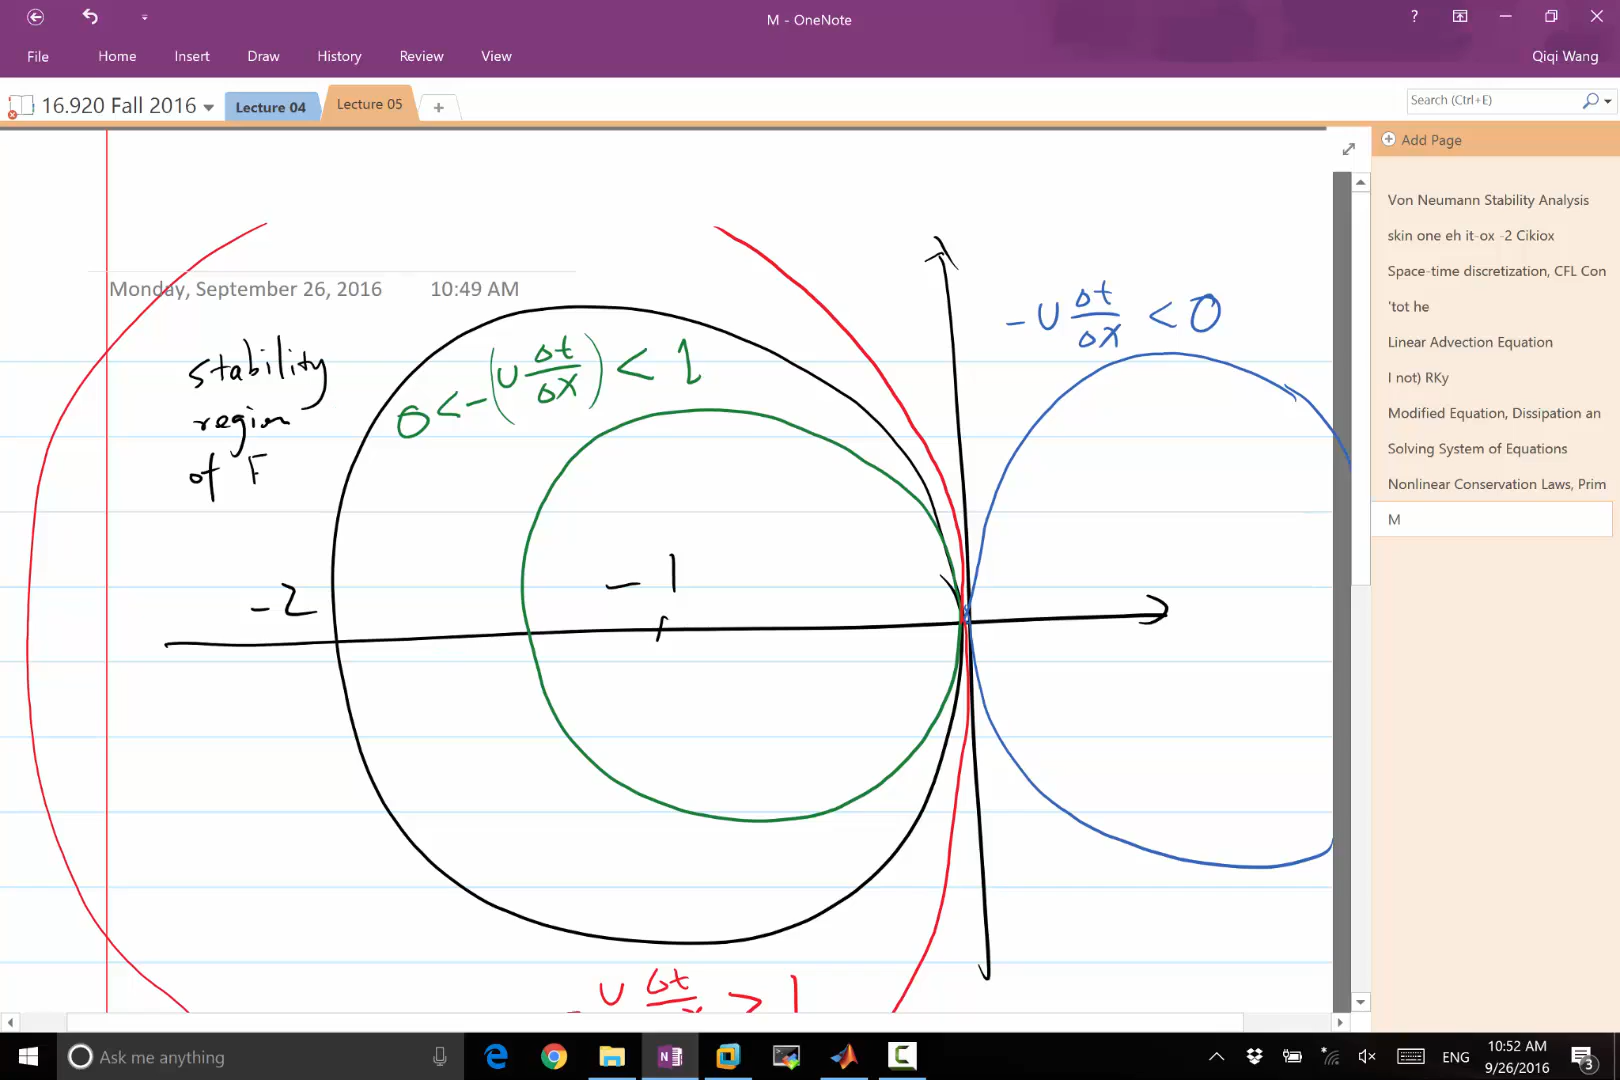 M - OneNote
?
File
Home
Insert
Draw
History
Review
View
Qiqi Wang
16.920 Fall 2016
Lecture 04
Lecture 05
+
Search (Ctrl+E)
Add Page
Von Neumann Stability Analysis
skin one eh it-ox -2 Cikiox
Space-time discretization, CFL Con
'tot he
Linear Advection Equation
I not) RKy
Modified Equation, Dissipation an
Solving System of Equations
Nonlinear Conservation Laws, Prim
M
Monday, September 26, 2016 10:49 AM
stability
region
of F
0 < -(U Δt/Δx) < 1
-U Δt/Δx < 0
-2
-1
- U Δt/Δx > 1
Ask me anything
N
C
ENG
10:52 AM
9/26/2016
3